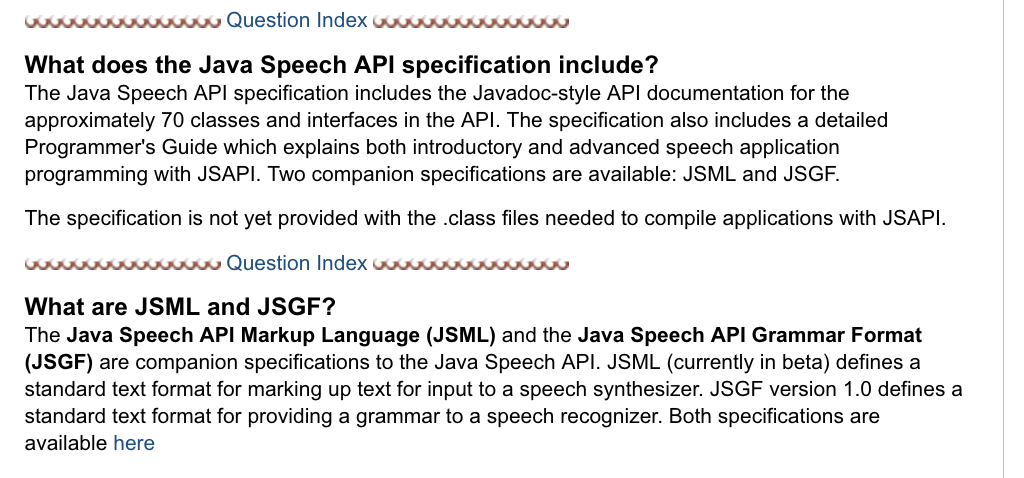 Question Index
What does the Java Speech API specification include?
The Java Speech API specification includes the Javadoc-style API documentation for the
approximately 70 classes and interfaces in the API. The specification also includes a detailed
Programmer's Guide which explains both introductory and advanced speech application
programming with JSAPI. Two companion specifications are available: JSML and JSGF.
The specification is not yet provided with the .class files needed to compile applications with JSAPI.
Question Index
What are JSML and JSGF?
The Java Speech API Markup Language (JSML) and the Java Speech API Grammar Format
(JSGF) are companion specifications to the Java Speech API. JSML (currently in beta) defines a
standard text format for marking up text for input to a speech synthesizer. JSGF version 1.0 defines a
standard text format for providing a grammar to a speech recognizer. Both specifications are
available here